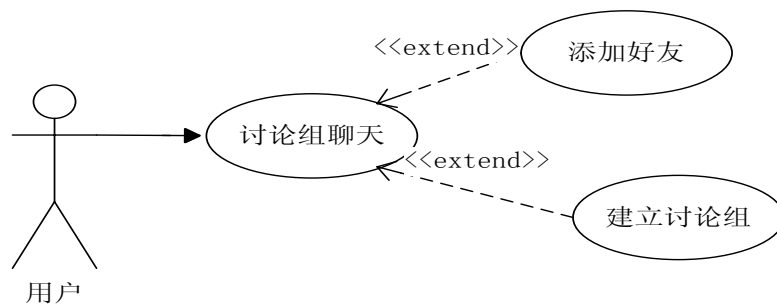 <<extend>>
添加好友
讨论组聊天
<<extend>>
建立讨论组
用户